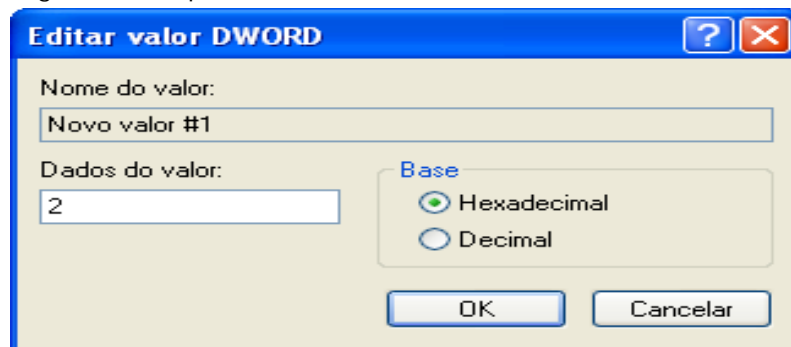 Editar valor DWORD
Nome do valor:
Novo valor #1
Dados do valor:
2
Base
Hexadecimal
Decimal
OK
Cancelar